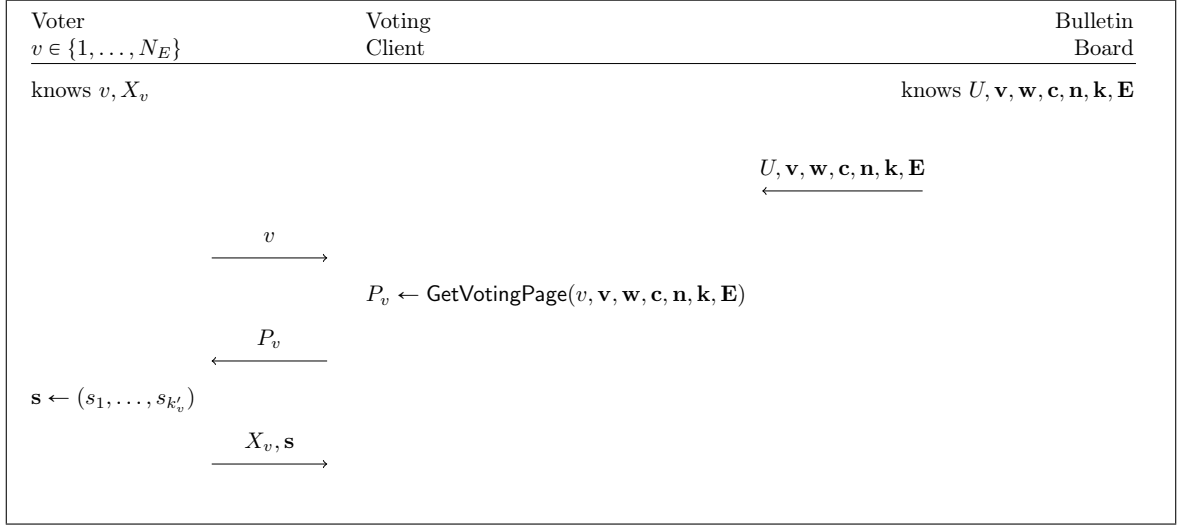 Voter Voting Bulletin
v ∈ {1, . . . , N_E} Client Board
knows v, X_v knows U, **v**, **w**, **c**, **n**, **k**, **E**
U, **v**, **w**, **c**, **n**, **k**, **E**
v
P_v ← GetVotingPage(v, **v**, **w**, **c**, **n**, **k**, **E**)
P_v
**s** ← (s_1, . . . , s_{k′_v})
X_v, **s**